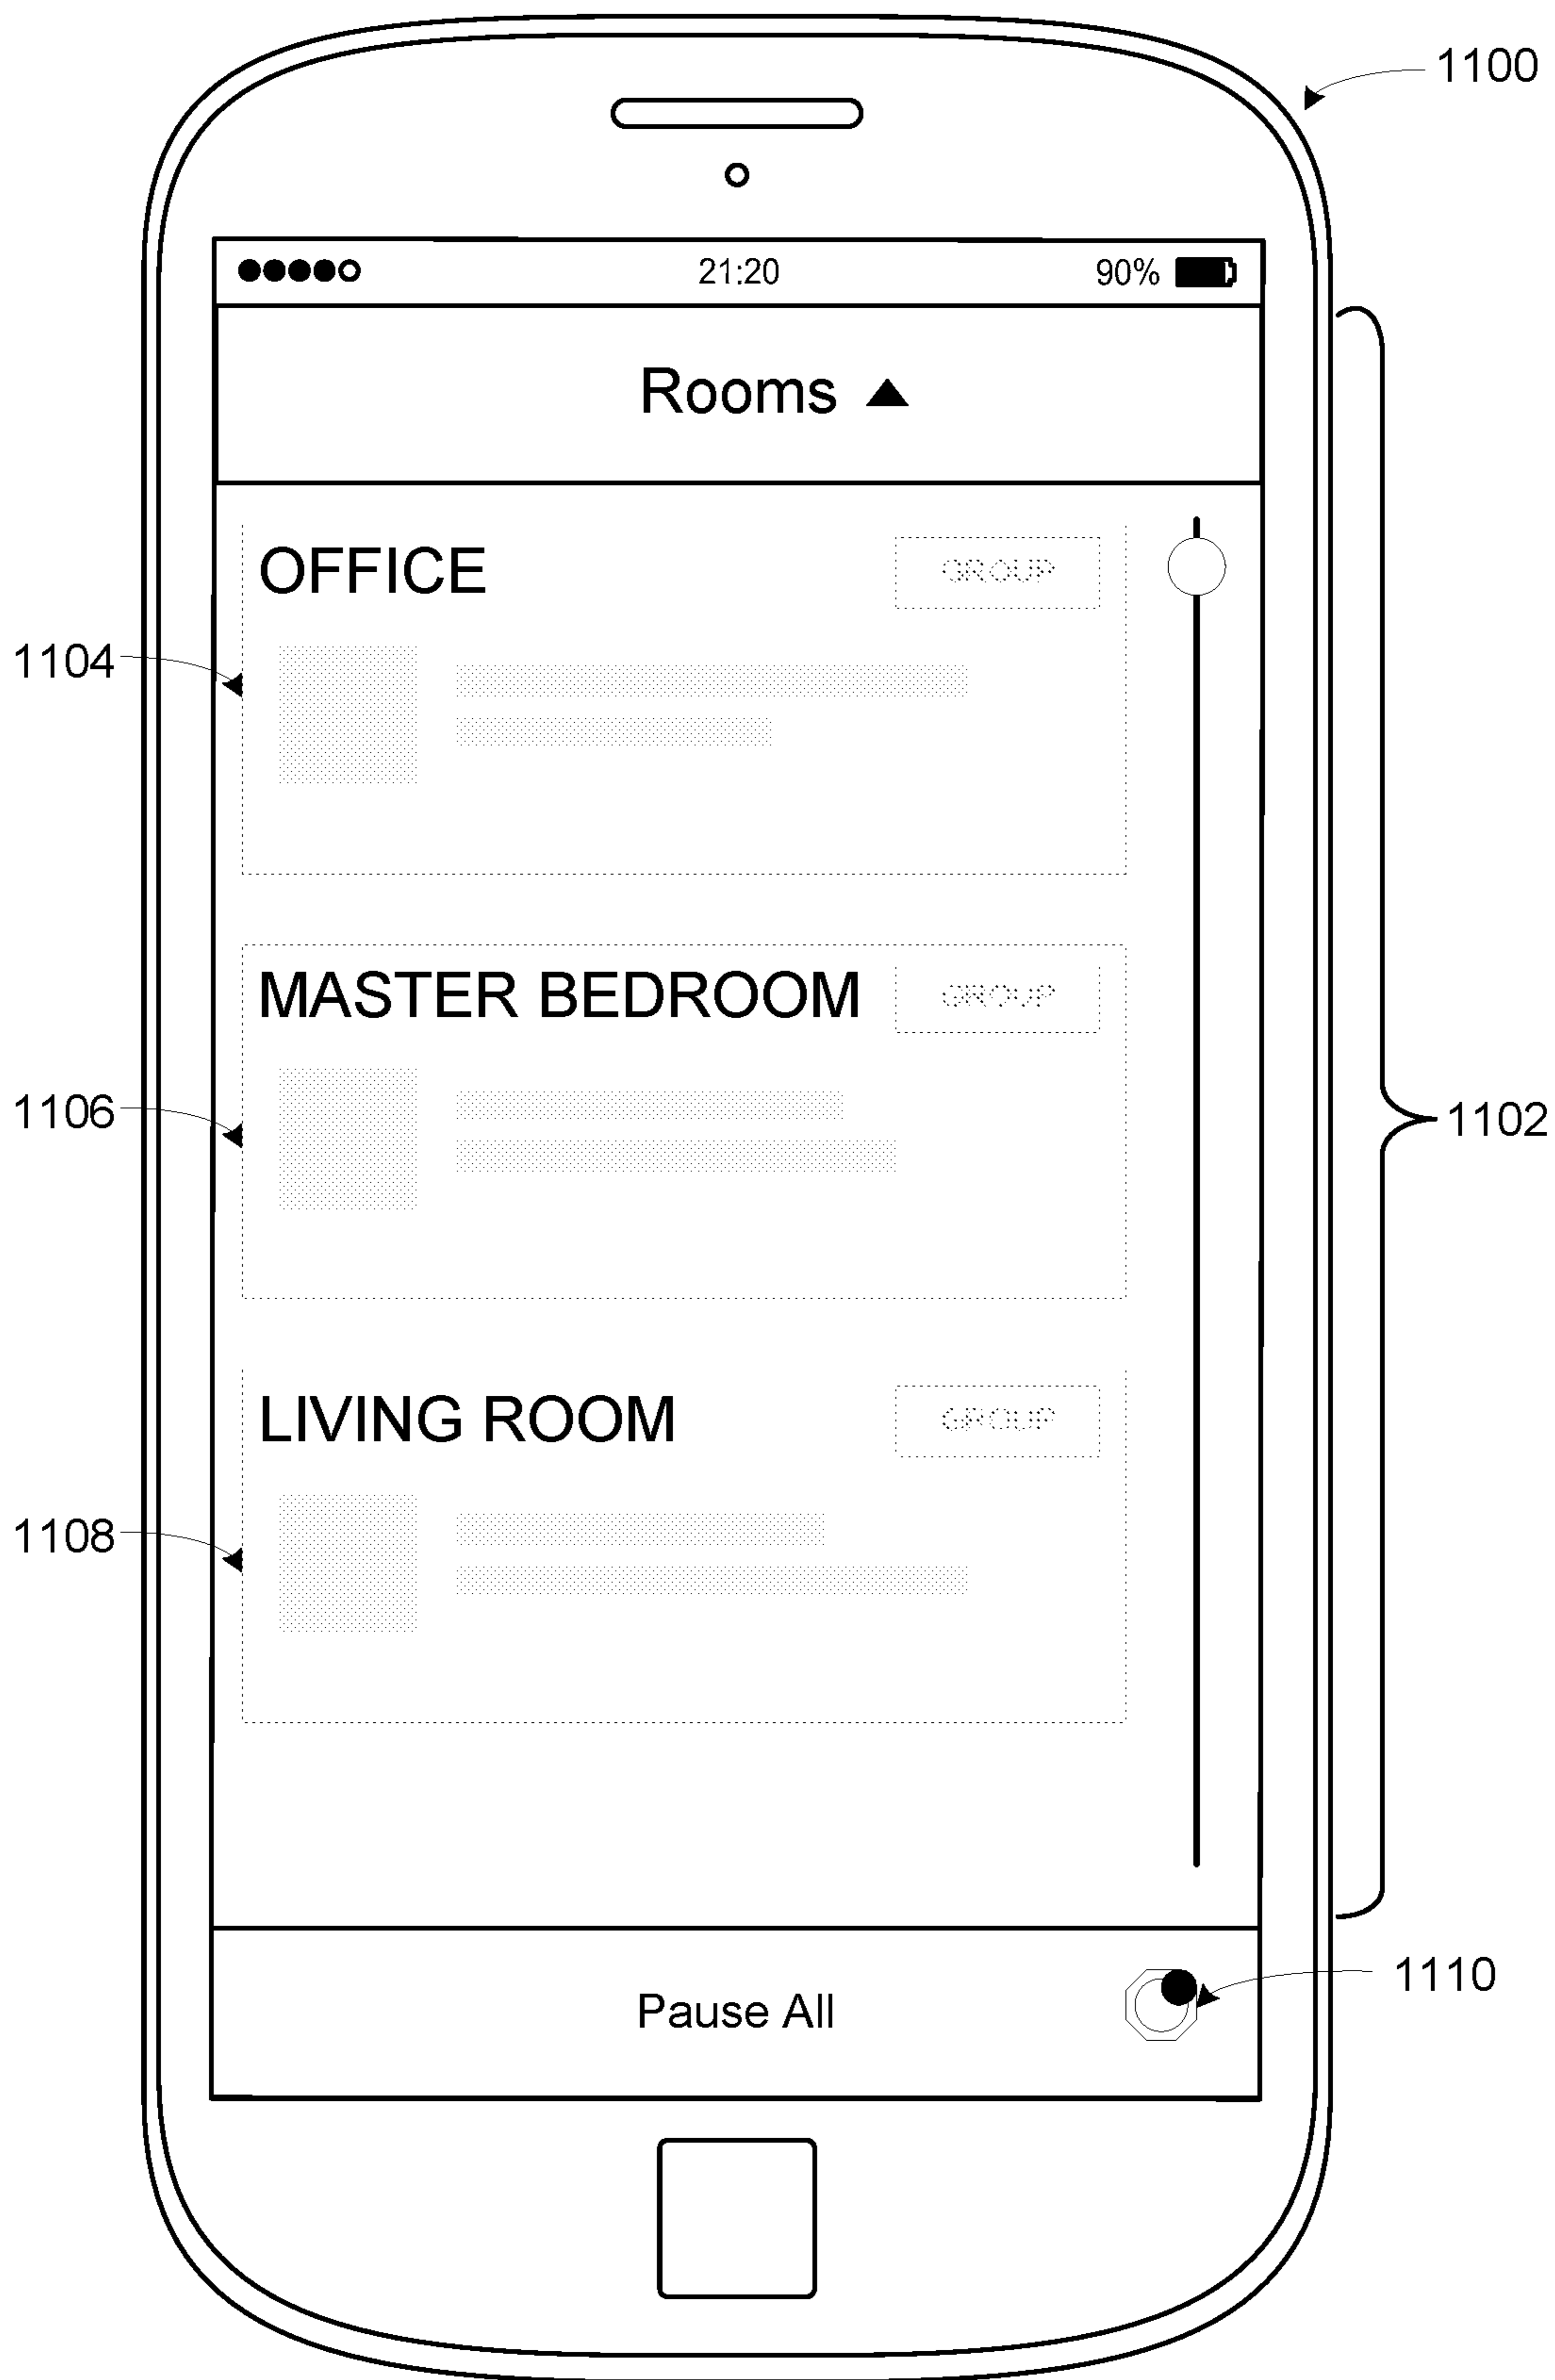 1100
21:20 90%
Rooms
OFFICE GROUP
1104
MASTER BEDROOM GROUP
1106
1102
LIVING ROOM GROUP
1108
1110
Pause All